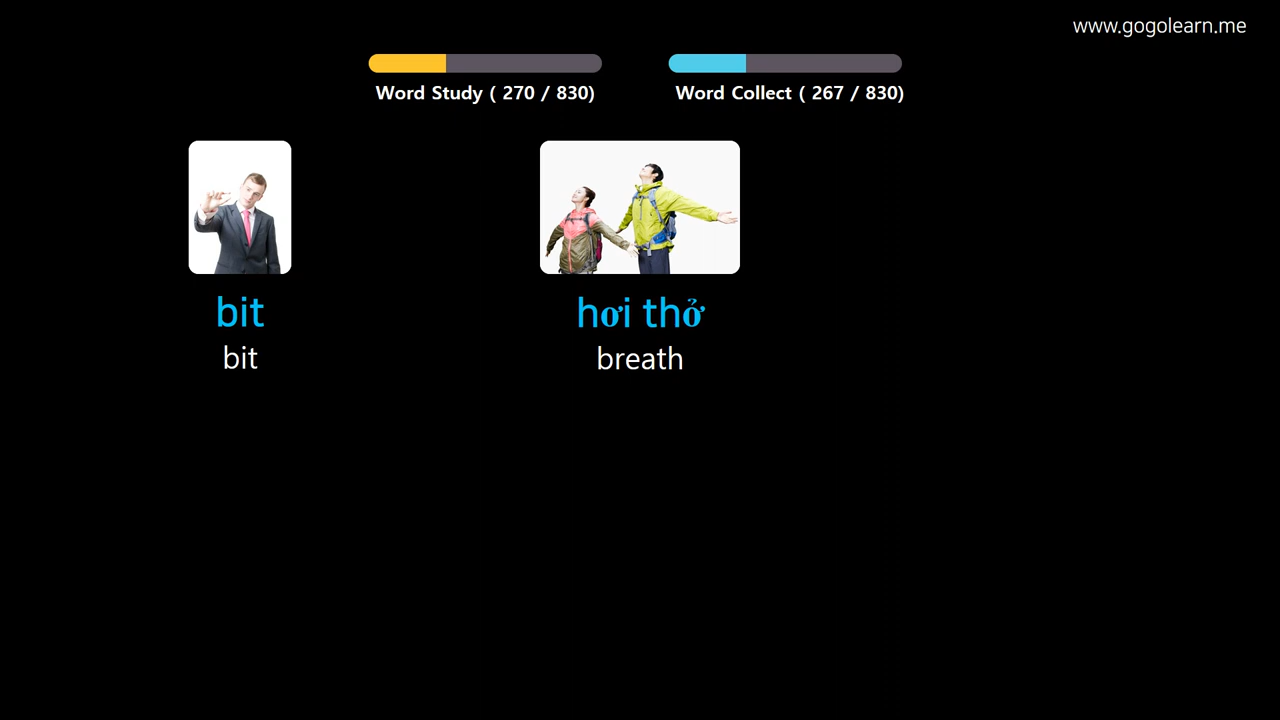 www.gogolearn.me
Word Study ( 270 / 830)
Word Collect ( 267 / 830)
bit
bit
hơi thở
breath